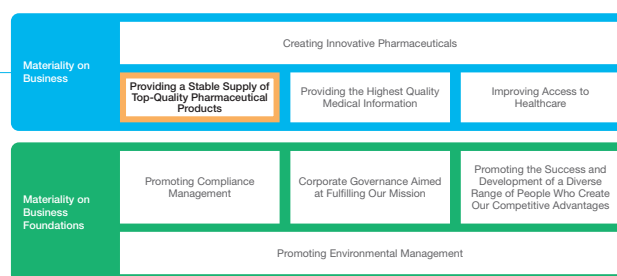 Creating Innovative Pharmaceuticals
Materiality on
Business
Providing a Stable Supply of
Top-Quality Pharmaceutical
Products
Providing the Highest Quality
Medical Information
Improving Access to
Healthcare
Materiality on
Business
Foundations
Promoting Compliance
Management
Corporate Governance Aimed
at Fulfilling Our Mission
Promoting the Success and
Development of a Diverse
Range of People Who Create
Our Competitive Advantages
Promoting Environmental Management